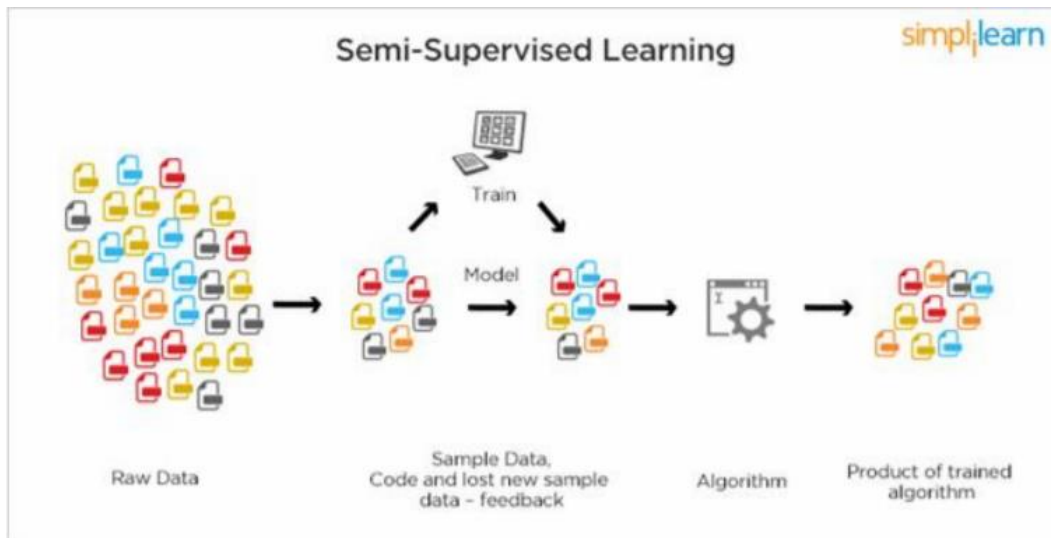 Semi-Supervised Learning
simplilearn
Train
Model
Raw Data
Sample Data,
Code and lost new sample
data – feedback
Algorithm
Product of trained
algorithm